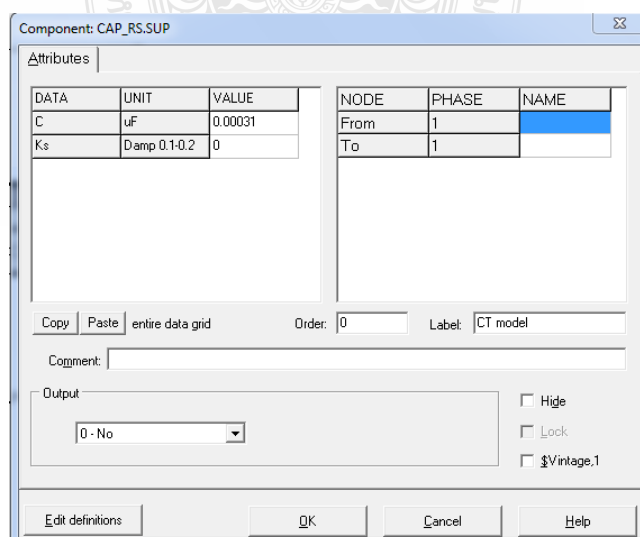 Component: CAP_RS.SUP
Attributes
DATA UNIT VALUE
C uF 0.00031
Ks Damp 0.1-0.2 0
NODE PHASE NAME
From 1
To 1
Copy Paste entire data grid Order: 0 Label: CT model
Comment:
Output
0 - No
Hide
Lock
$Vintage,1
Edit definitions OK Cancel Help